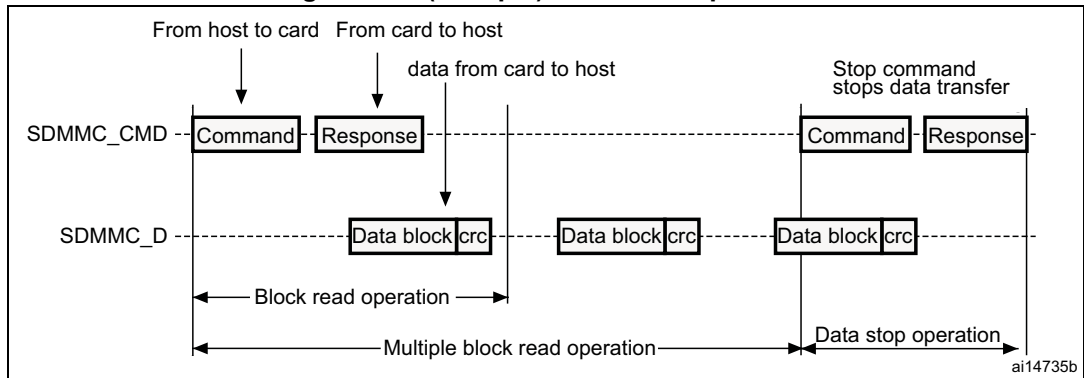 From host to card From card to host
data from card to host
Stop command
stops data transfer
SDMMC_CMD Command Response Command Response
SDMMC_D Data block crc Data block crc Data block crc
Block read operation
Data stop operation
Multiple block read operation
ai14735b